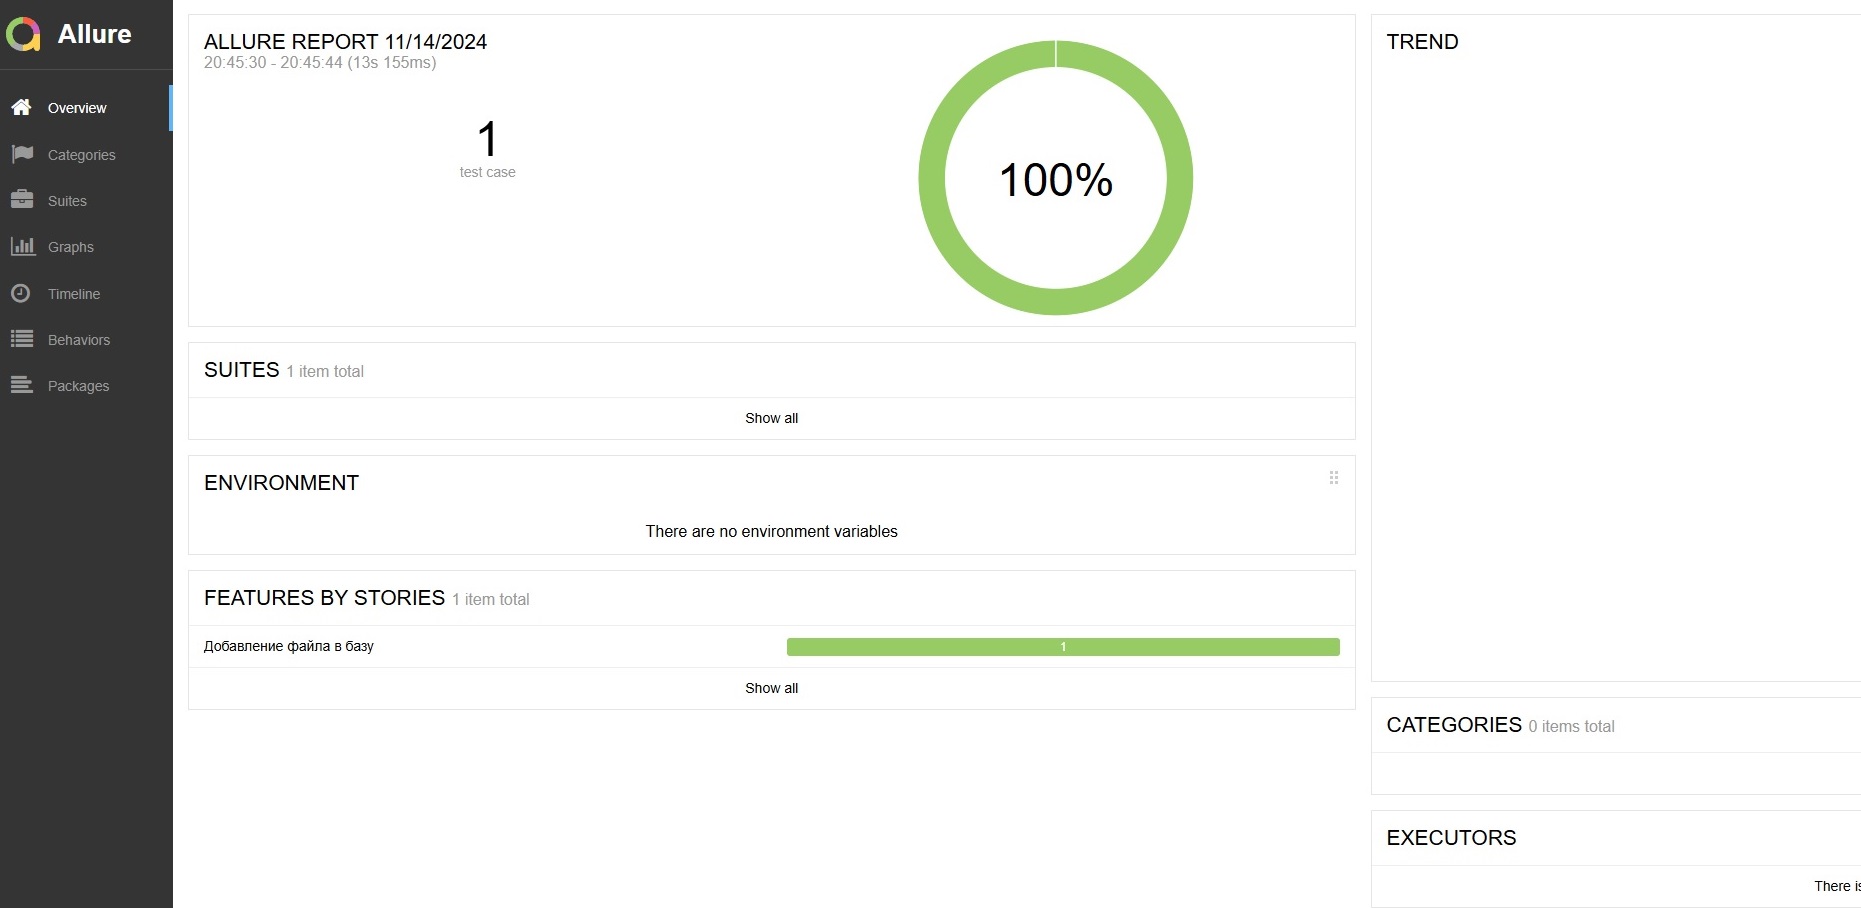 Allure
Overview
Categories
Suites
Graphs
Timeline
Behaviors
Packages
ALLURE REPORT 11/14/2024
20:45:30 - 20:45:44 (13s 155ms)
1
test case
100%
SUITES 1 item total
Show all
ENVIRONMENT
There are no environment variables
FEATURES BY STORIES 1 item total
Добавление файла в базу 1
Show all
TREND
CATEGORIES 0 items total
EXECUTORS
There is